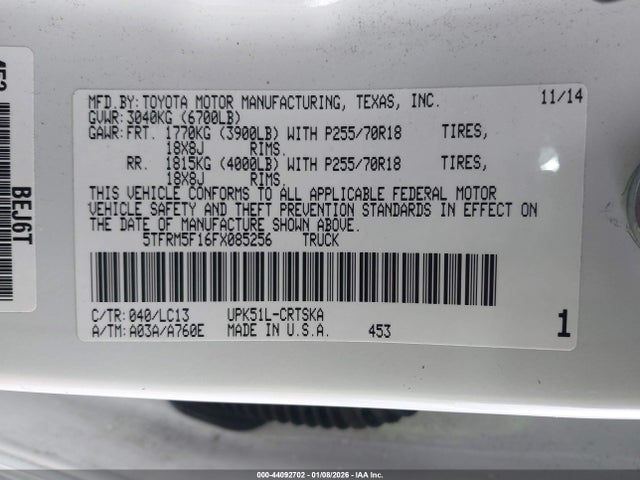 MFD.BY: TOYOTA MOTOR MANUFACTURING, TEXAS, INC. 11/14
GVWR: 3040KG (6700LB)
GAWR: FRT. 1770KG (3900LB) WITH P255/70R18 TIRES,
18X8J RIMS.
RR. 1815KG (4000LB) WITH P255/70R18 TIRES,
18X8J RIMS.
THIS VEHICLE CONFORMS TO ALL APPLICABLE FEDERAL MOTOR
VEHICLE SAFETY AND THEFT PREVENTION STANDARDS IN EFFECT ON
THE DATE OF MANUFACTURE SHOWN ABOVE.
5TFRM5F16FX085256 TRUCK
C/TR: 040/LC13 UPK51L-CRTSKA
A/TM: A03A/A760E MADE IN U.S.A. 453 1
BEJ6T
000-44092702 - 01/08/2026 - IAA Inc.